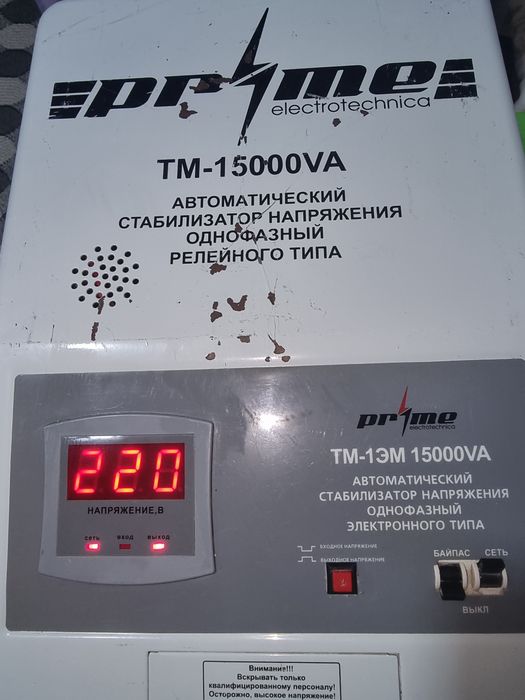 prime
electrotechnica
TM-15000VA
АВТОМАТИЧЕСКИЙ
СТАБИЛИЗАТОР НАПРЯЖЕНИЯ
ОДНОФАЗНЫЙ
РЕЛЕЙНОГО ТИПА
prime
electrotechnica
ТМ-1ЭМ 15000VA
АВТОМАТИЧЕСКИЙ
СТАБИЛИЗАТОР НАПРЯЖЕНИЯ
ОДНОФАЗНЫЙ
ЭЛЕКТРОННОГО ТИПА
220
НАПРЯЖЕНИЕ,В
СЕТЬ ВХОД ВЫХОД
ВХОДНОЕ НАПРЯЖЕНИЕ
ВЫХОДНОЕ НАПРЯЖЕНИЕ
БАЙПАС СЕТЬ
ВЫКЛ
Внимание!!!
Вскрывать только
квалифицированному персоналу!
Осторожно, высокое напряжение!